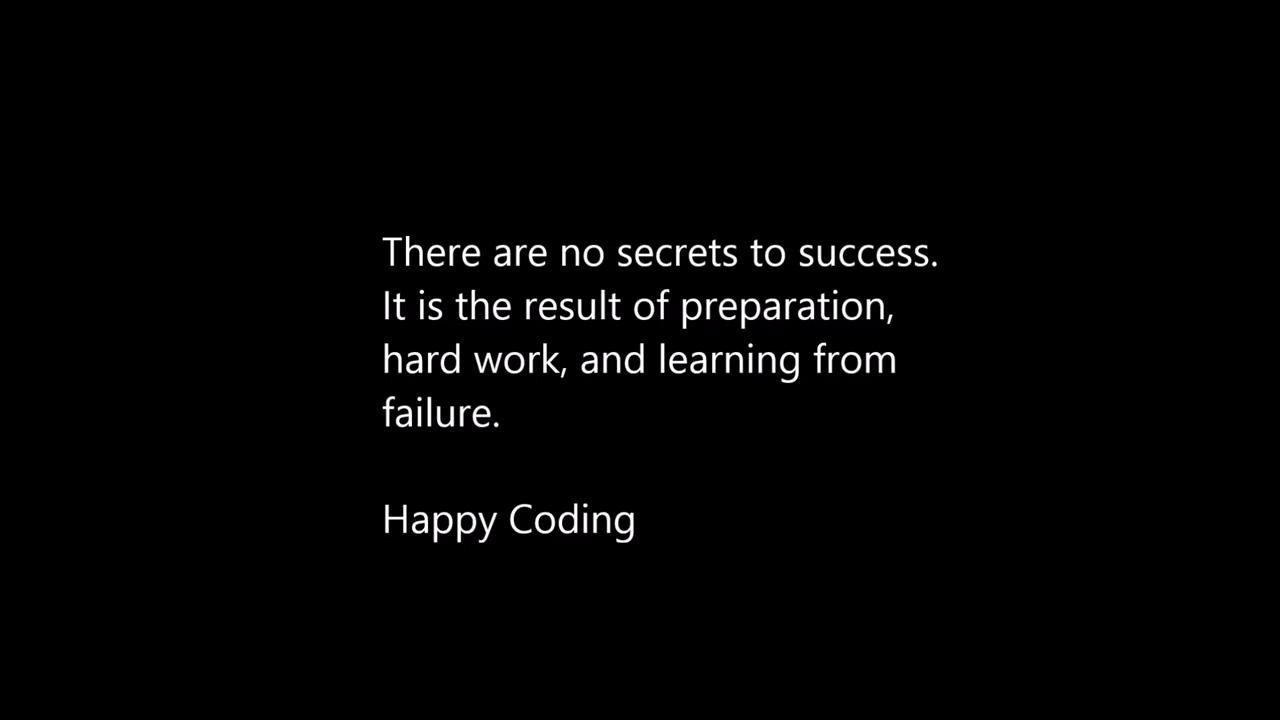 There are no secrets to success.
It is the result of preparation,
hard work, and learning from
failure.
Happy Coding